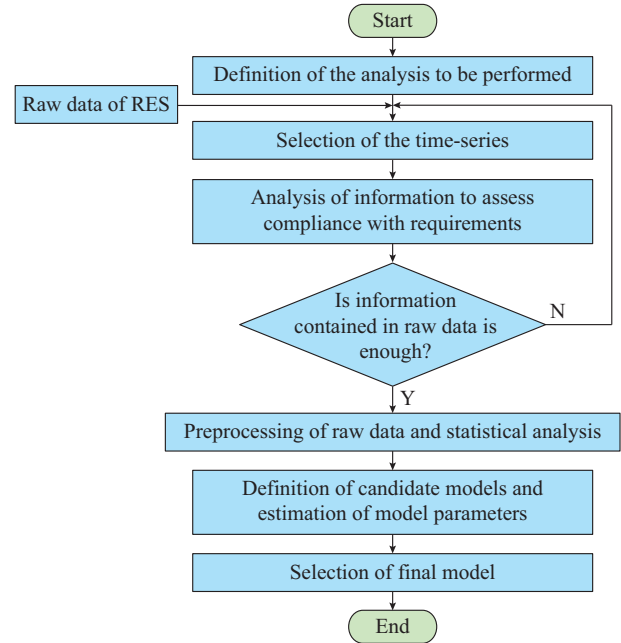 Start
Definition of the analysis to be performed
Raw data of RES
Selection of the time-series
Analysis of information to assess
compliance with requirements
Is information
contained in raw data is
enough?
N
Y
Preprocessing of raw data and statistical analysis
Definition of candidate models and
estimation of model parameters
Selection of final model
End